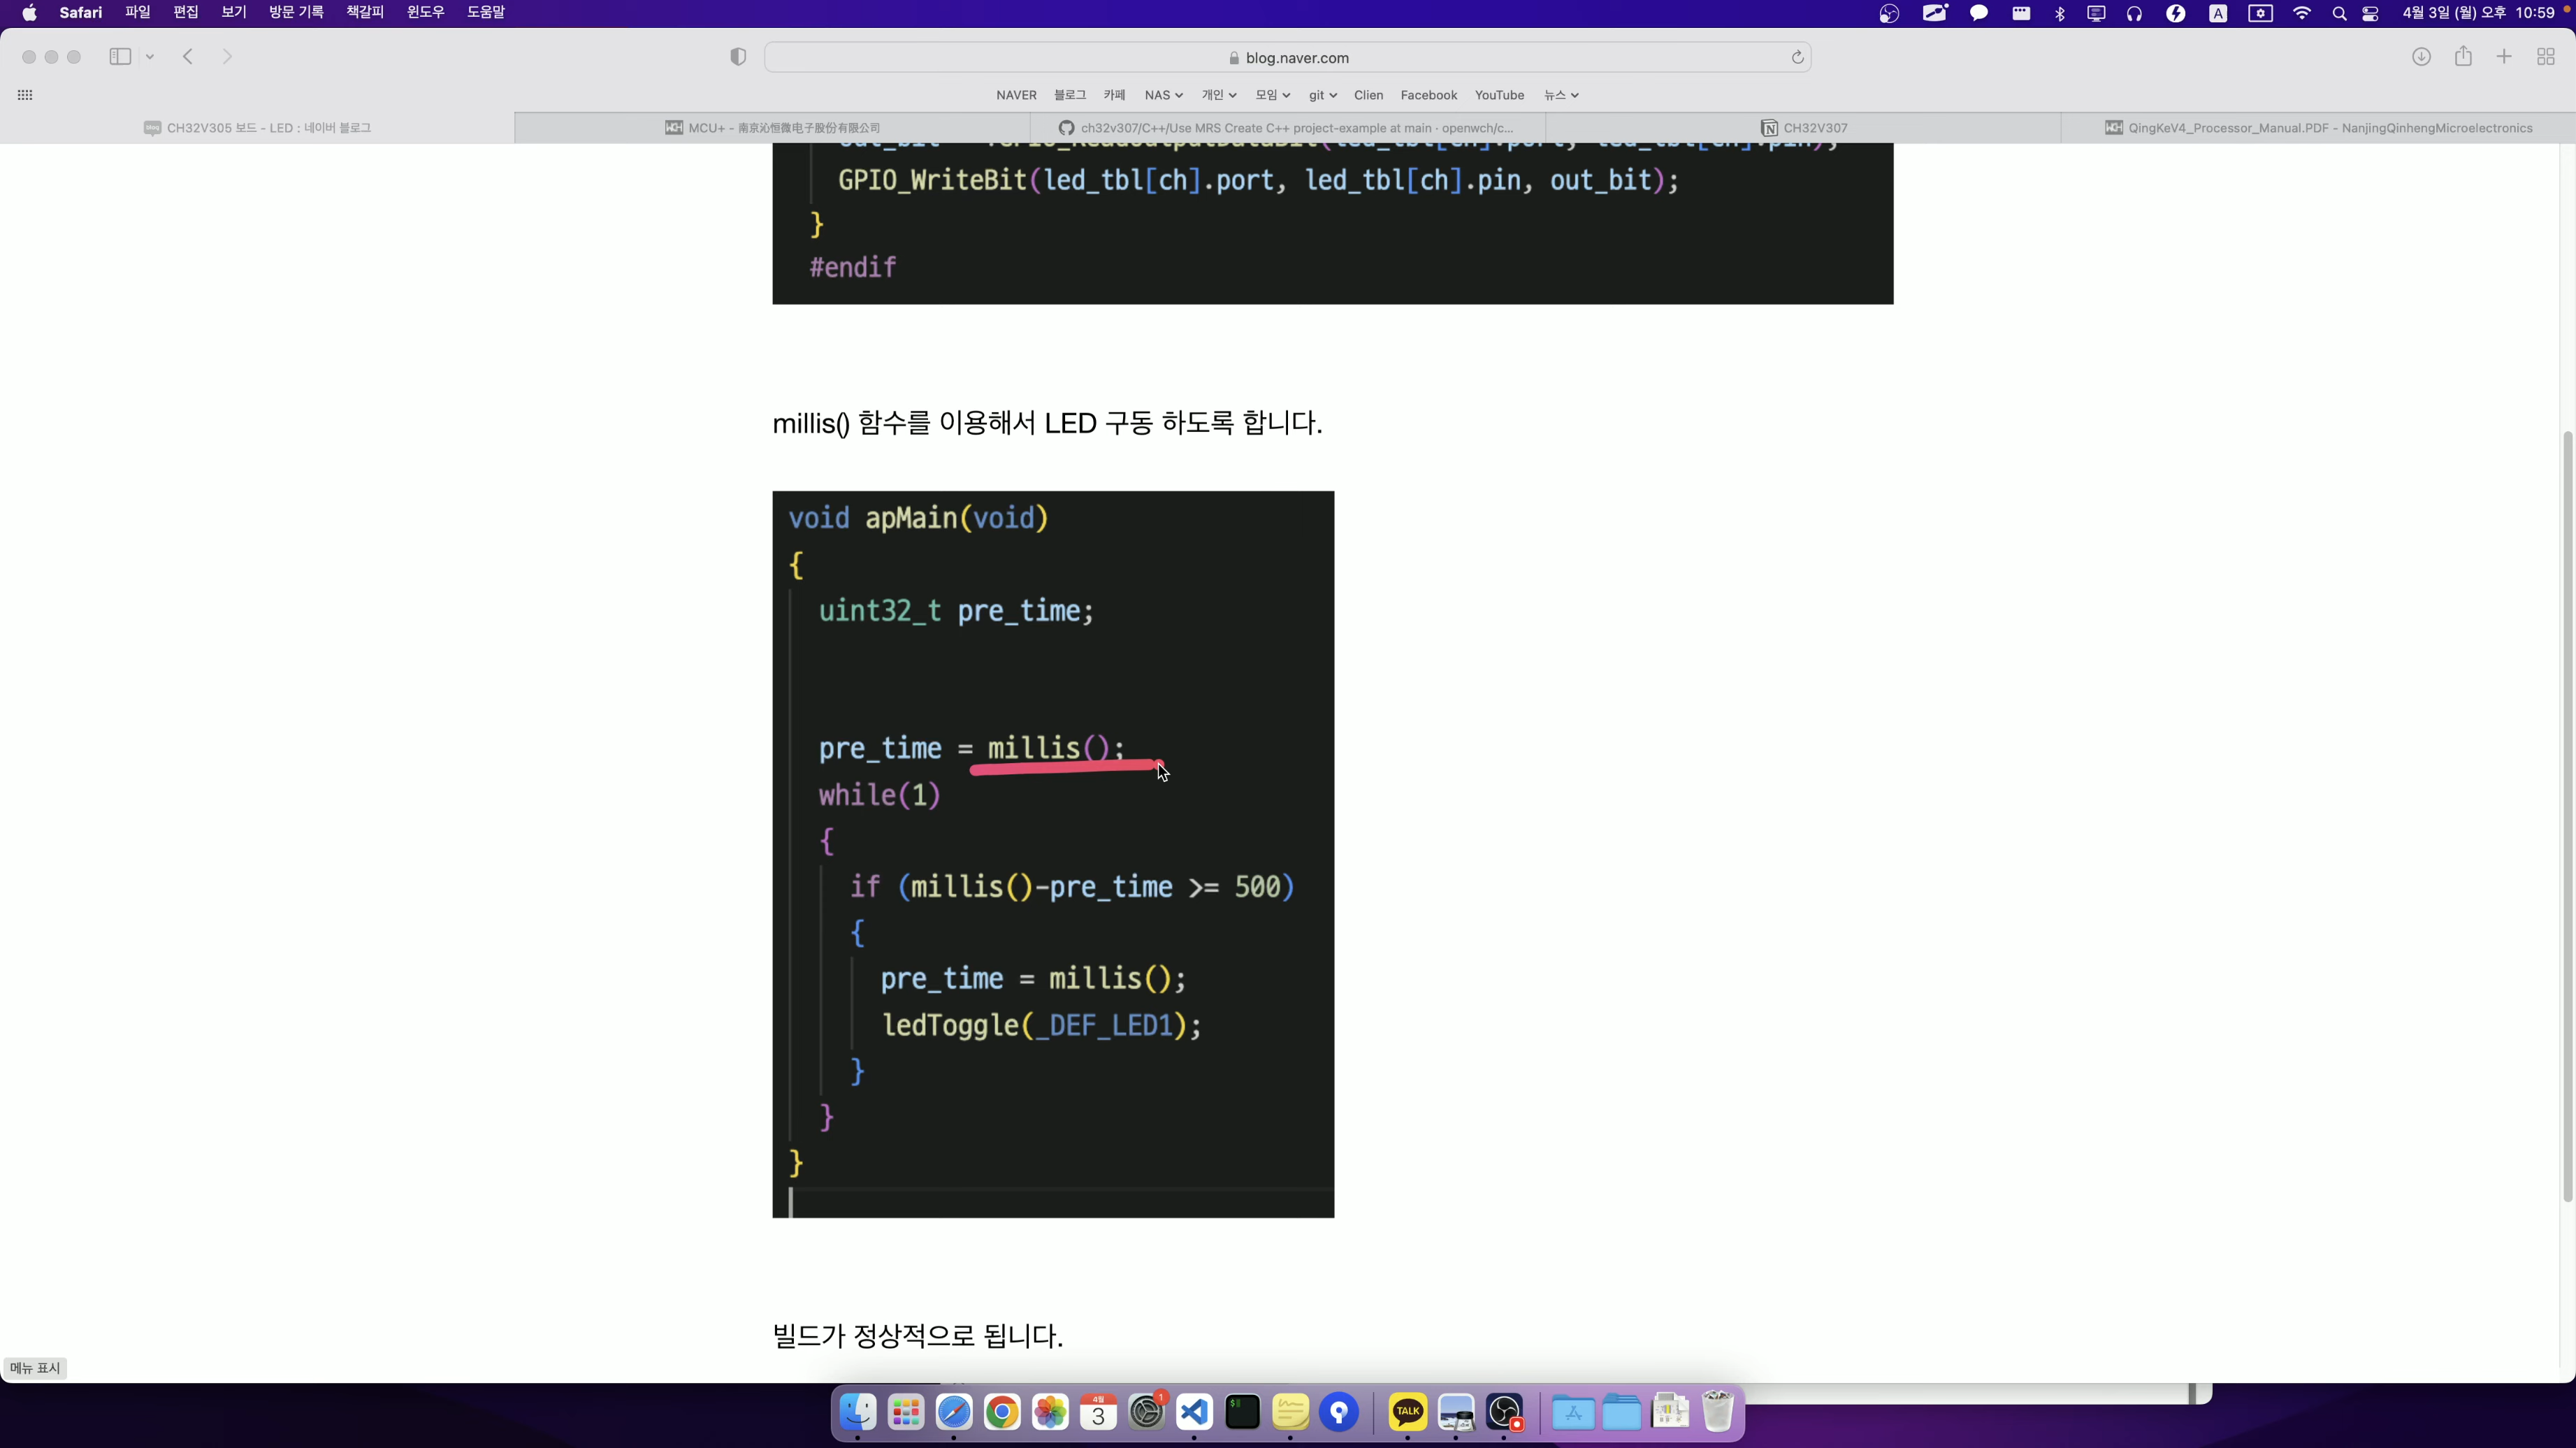 Safari 파일 편집 보기 방문 기록 책갈피 윈도우 도움말
A
4월 3일 (월) 오후 10:59
blog.naver.com
NAVER 블로그 카페 NAS 개인 모임 git Clien Facebook YouTube 뉴스
CH32V305 보드 - LED : 네이버 블로그
MCU+ - 南京沁恒微电子股份有限公司
ch32v307/C++/Use MRS Create C++ project-example at main · openwch/c...
CH32V307
QingKeV4_Processor_Manual.PDF - NanjingQinhengMicroelectronics
GPIO_WriteBit(led_tbl[ch].port, led_tbl[ch].pin, out_bit);
}
#endif
millis() 함수를 이용해서 LED 구동 하도록 합니다.
void apMain(void)
{
uint32_t pre_time;
pre_time = millis();
while(1)
{
if (millis()-pre_time >= 500)
{
pre_time = millis();
ledToggle(_DEF_LED1);
}
}
}
빌드가 정상적으로 됩니다.
메뉴 표시
4월
3
1
TALK